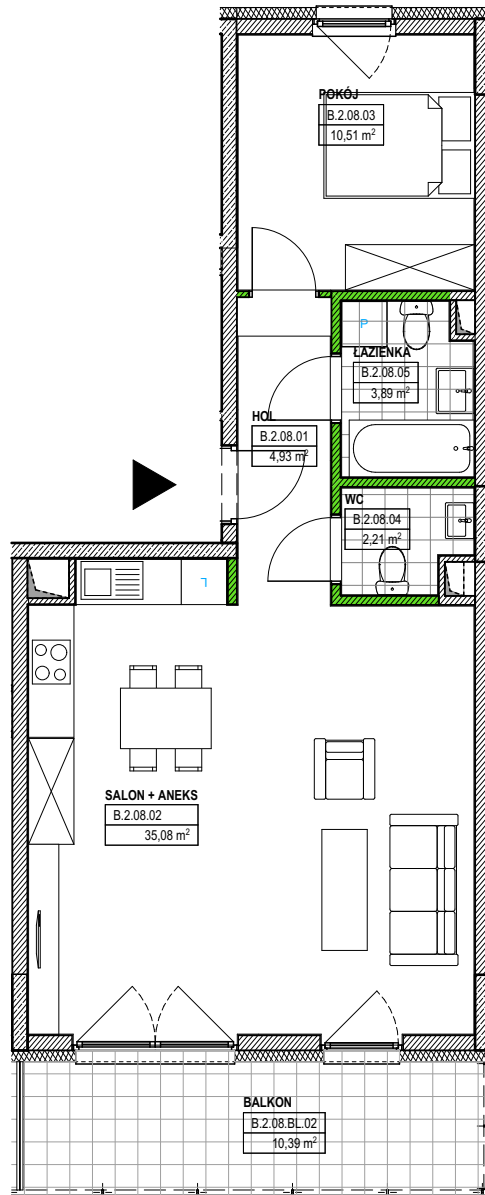 POKÓJ
B.2.08.03
10,51 m²
P
ŁAZIENKA
B.2.08.05
3,89 m²
HOL
B.2.08.01
4,93 m²
WC
B.2.08.04
2,21 m²
SALON + ANEKS
B.2.08.02
35,08 m²
BALKON
B.2.08.BL.02
10,39 m²